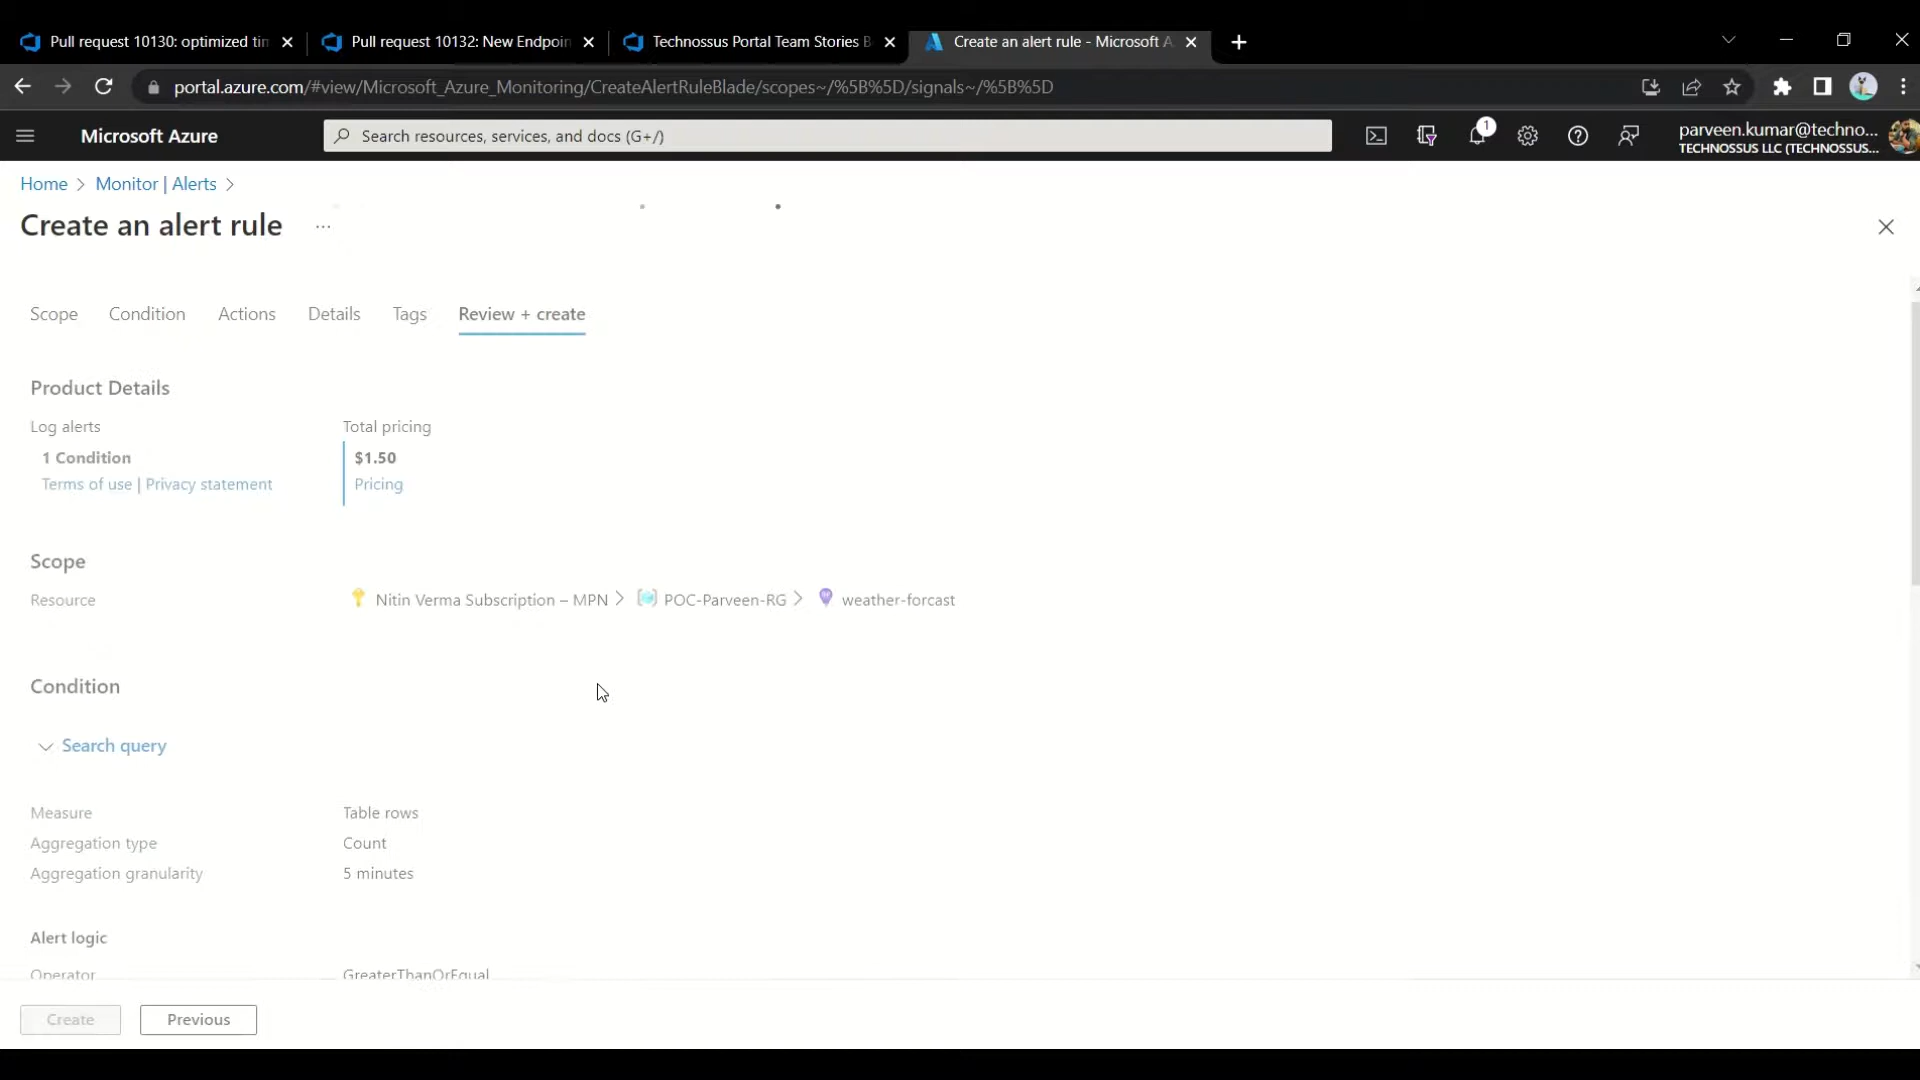 Pull request 10130: optimized tim
Pull request 10132: New Endpoin
Technossus Portal Team Stories B
Create an alert rule - Microsoft A
portal.azure.com/#view/Microsoft_Azure_Monitoring/CreateAlertRuleBlade/scopes~/%5B%5D/signals~/%5B%5D
Microsoft Azure
Search resources, services, and docs (G+/)
1
parveen.kumar@techno...
TECHNOSSUS LLC (TECHNOSSUS...
Home > Monitor | Alerts >
Create an alert rule ...
Scope Condition Actions Details Tags Review + create
Product Details
Log alerts
Total pricing
1 Condition
$1.50
Terms of use | Privacy statement
Pricing
Scope
Resource
Nitin Verma Subscription – MPN > POC-Parveen-RG > weather-forcast
Condition
Search query
Measure Table rows
Aggregation type Count
Aggregation granularity 5 minutes
Alert logic
Operator GreaterThanOrEqual
Create Previous